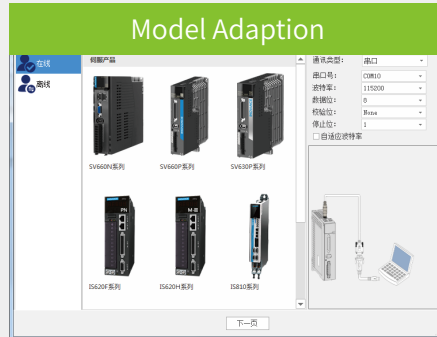 Model Adaption
在线
离线
伺服产品
SV660N系列
SV660P系列
SV630P系列
PN
M-III
IS620F系列
IS620H系列
IS810系列
通讯类型:
串口
串口号:
COM10
波特率:
115200
数据位:
8
校验位:
None
停止位:
1
自适应波特率
下一页